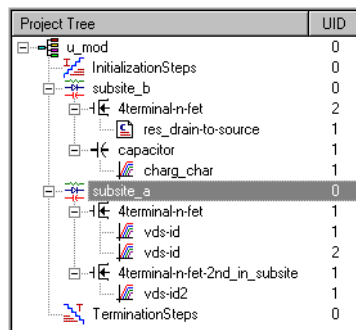 Project Tree UID
u_mod 0
InitializationSteps 0
subsite_b 0
4terminal-n-fet 1
res_drain-to-source 1
capacitor 1
charg_char 1
subsite_a 0
4terminal-n-fet 1
vds-id 1
vds-id 2
4terminal-n-fet-2nd_in_subsite 1
vds-id2 1
TerminationSteps 0